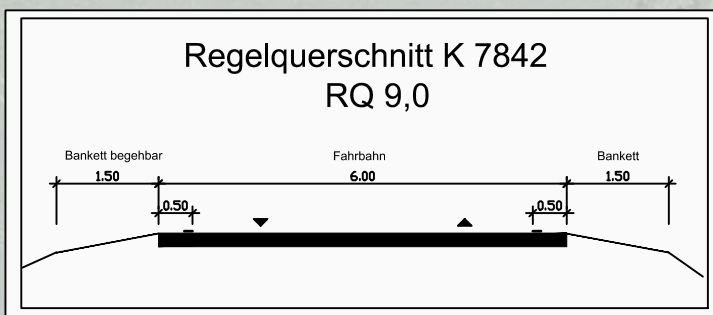 Regelquerschnitt K 7842
RQ 9,0
Bankett begehbar Fahrbahn Bankett
1.50 6.00 1.50
0.50 0.50